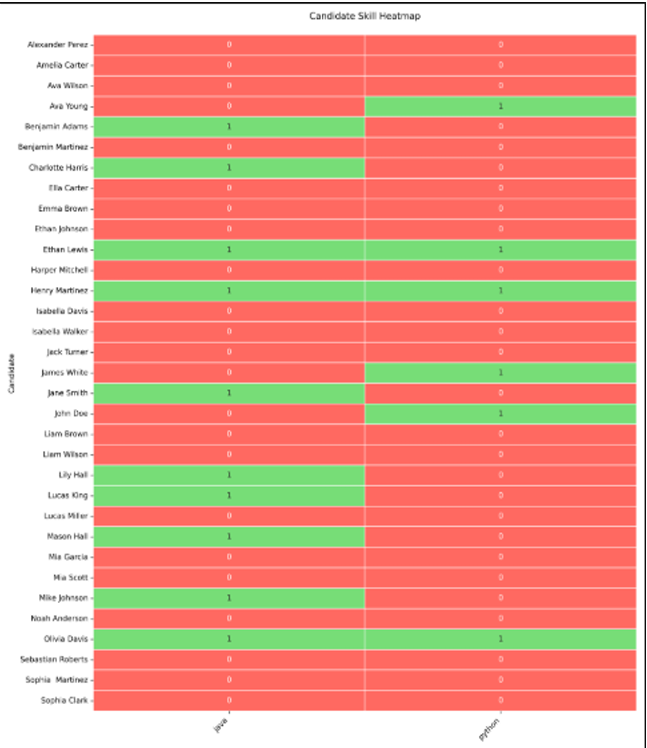 Candidate Skill Heatmap
Alexander Perez 0 0
Amelia Carter 0 0
Ava Wilson 0 0
Ava Young 0 1
Benjamin Adams 1 0
Benjamin Martinez 0 0
Charlotte Harris 1 0
Ella Carter 0 0
Emma Brown 0 0
Ethan Johnson 0 0
Ethan Lewis 1 1
Harper Mitchell 0 0
Henry Martinez 1 1
Isabella Davis 0 0
Isabella Walker 0 0
Jack Turner 0 0
James White 0 1
Jane Smith 1 0
John Doe 0 1
Liam Brown 0 0
Liam Wilson 0 0
Lily Hall 1 0
Lucas King 1 0
Lucas Miller 0 0
Mason Hall 1 0
Mia Garcia 0 0
Mia Scott 0 0
Mike Johnson 1 0
Noah Anderson 0 0
Olivia Davis 1 1
Sebastian Roberts 0 0
Sophia Martinez 0 0
Sophia Clark 0 0
Candidate
java python